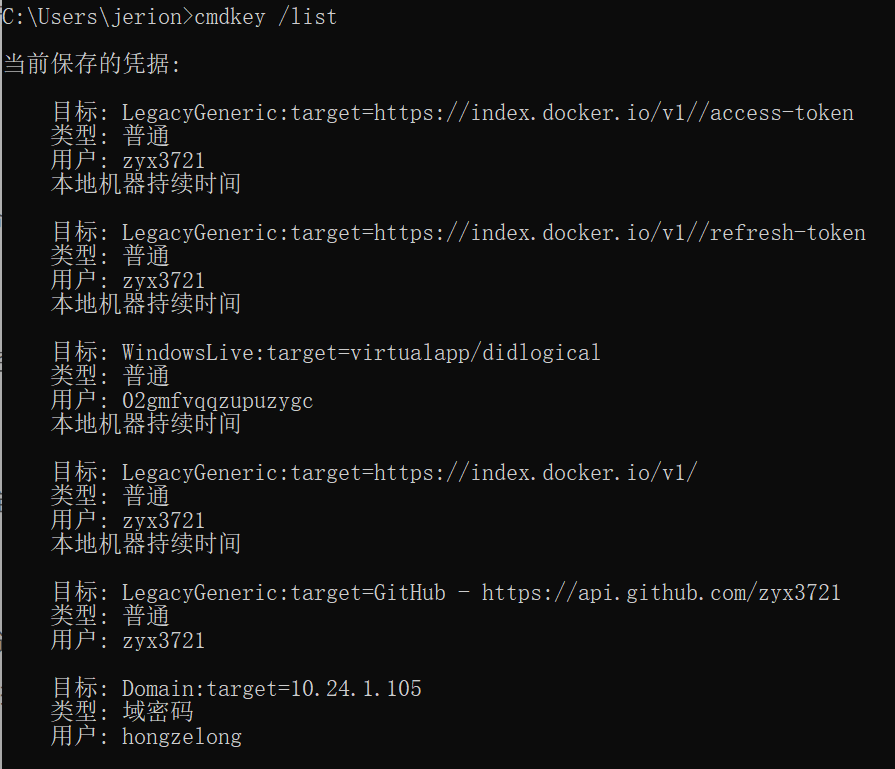 C:\Users\jerion>cmdkey /list
当前保存的凭据:
目标: LegacyGeneric:target=https://index.docker.io/v1//access-token
类型: 普通
用户: zyx3721
本地机器持续时间
目标: LegacyGeneric:target=https://index.docker.io/v1//refresh-token
类型: 普通
用户: zyx3721
本地机器持续时间
目标: WindowsLive:target=virtualapp/didlogical
类型: 普通
用户: 02gmfvqqzupuzygc
本地机器持续时间
目标: LegacyGeneric:target=https://index.docker.io/v1/
类型: 普通
用户: zyx3721
本地机器持续时间
目标: LegacyGeneric:target=GitHub - https://api.github.com/zyx3721
类型: 普通
用户: zyx3721
目标: Domain:target=10.24.1.105
类型: 域密码
用户: hongzelong